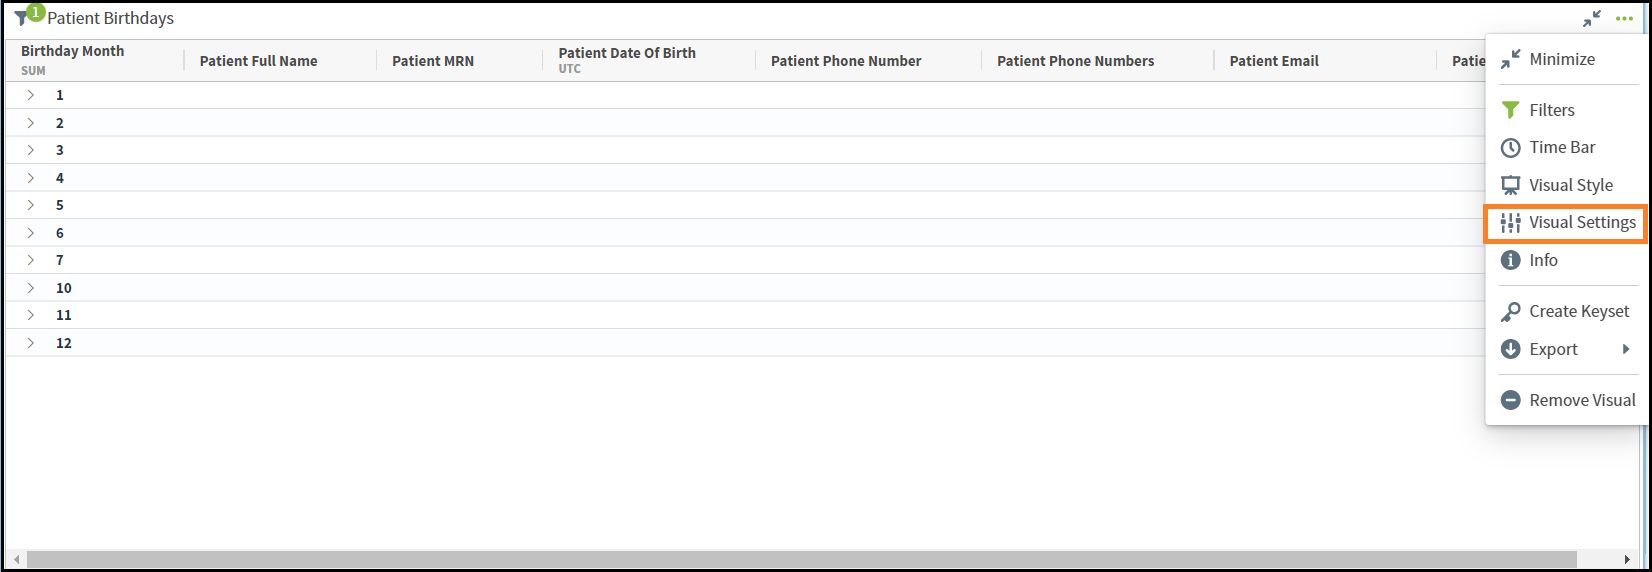 1
Patient Birthdays
Birthday Month Patient Full Name Patient MRN Patient Date Of Birth Patient Phone Number Patient Phone Numbers Patient Email Patie
SUM UTC
1
2
3
4
5
6
7
10
11
12
Minimize
Filters
Time Bar
Visual Style
Visual Settings
Info
Create Keyset
Export
Remove Visual